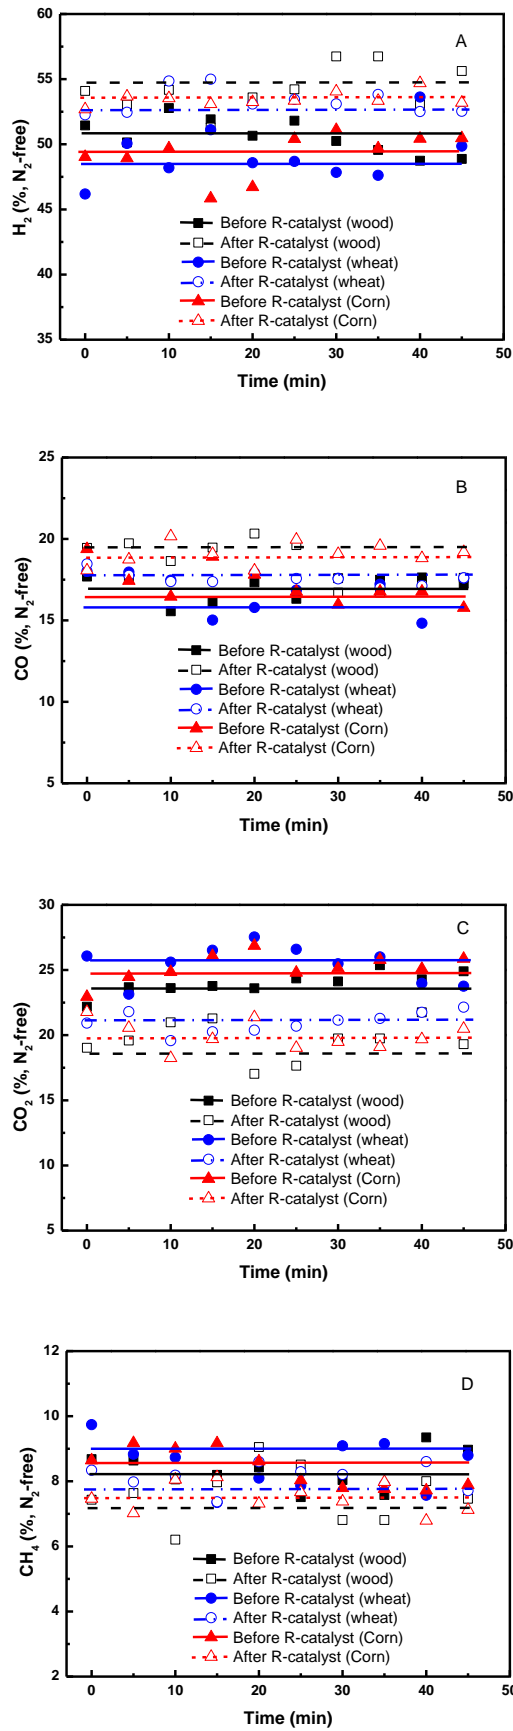 60
A
55
50
45
40
35
H2 (%, N2-free)
Before R-catalyst (wood)
After R-catalyst (wood)
Before R-catalyst (wheat)
After R-catalyst (wheat)
Before R-catalyst (Corn)
After R-catalyst (Corn)
0 10 20 30 40 50
Time (min)
25
B
20
15
10
5
CO (%, N2-free)
Before R-catalyst (wood)
After R-catalyst (wood)
Before R-catalyst (wheat)
After R-catalyst (wheat)
Before R-catalyst (Corn)
After R-catalyst (Corn)
0 10 20 30 40 50
Time (min)
30
C
25
20
15
10
5
CO2 (%, N2-free)
Before R-catalyst (wood)
After R-catalyst (wood)
Before R-catalyst (wheat)
After R-catalyst (wheat)
Before R-catalyst (Corn)
After R-catalyst (Corn)
0 10 20 30 40 50
Time (min)
12
D
10
8
6
4
2
CH4 (%, N2-free)
Before R-catalyst (wood)
After R-catalyst (wood)
Before R-catalyst (wheat)
After R-catalyst (wheat)
Before R-catalyst (Corn)
After R-catalyst (Corn)
0 10 20 30 40 50
Time (min)